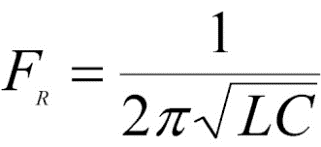 F_R = 1 / (2π√(LC))